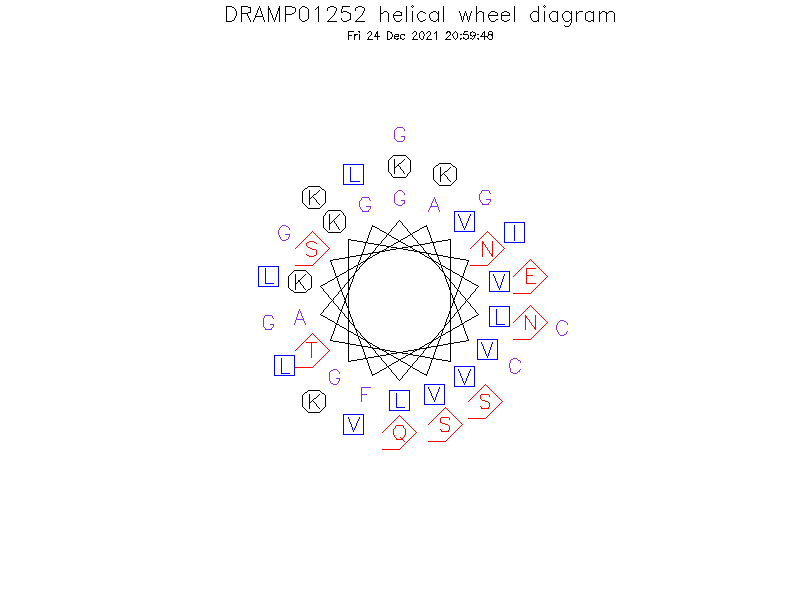 DRAMP01252 helical wheel diagram
Fri 24 Dec 2021 20:59:48
G
L K K
K G G A G
G K V I
S N
L K V E
G A L N C
T V
L G V C
K F L V S
V Q S